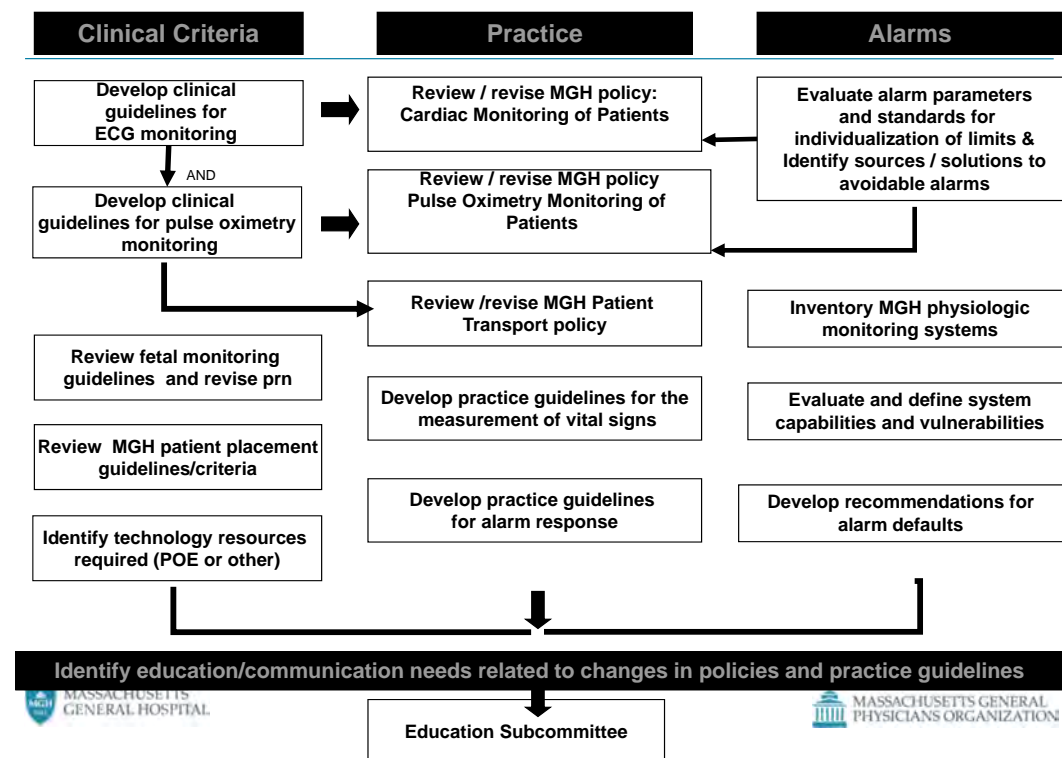 Clinical Criteria
Develop clinical
guidelines for
ECG monitoring
AND
Develop clinical
guidelines for pulse oximetry
monitoring
Review fetal monitoring
guidelines and revise prn
Review MGH patient placement
guidelines/criteria
Identify technology resources
required (POE or other)
Practice
Review / revise MGH policy:
Cardiac Monitoring of Patients
Review / revise MGH policy
Pulse Oximetry Monitoring of
Patients
Review /revise MGH Patient
Transport policy
Develop practice guidelines for the
measurement of vital signs
Develop practice guidelines
for alarm response
Alarms
Evaluate alarm parameters
and standards for
individualization of limits &
Identify sources / solutions to
avoidable alarms
Inventory MGH physiologic
monitoring systems
Evaluate and define system
capabilities and vulnerabilities
Develop recommendations for
alarm defaults
Identify education/communication needs related to changes in policies and practice guidelines
MGH
MASSACHUSETTS
GENERAL HOSPITAL
Education Subcommittee
MASSACHUSETTS GENERAL
PHYSICIANS ORGANIZATION